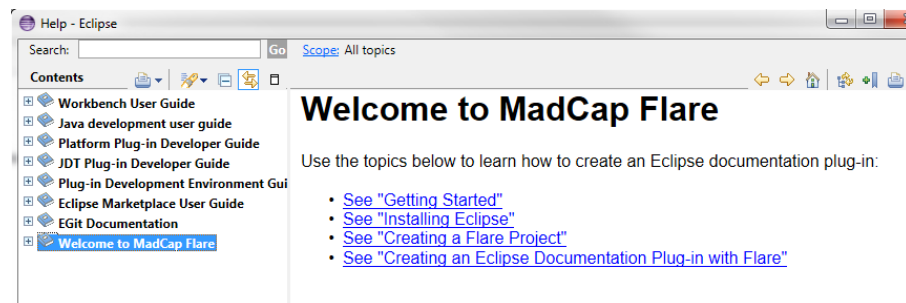 Help - Eclipse
Search:
Go
Scope: All topics
Contents
Workbench User Guide
Java development user guide
Platform Plug-in Developer Guide
JDT Plug-in Developer Guide
Plug-in Development Environment Gui
Eclipse Marketplace User Guide
EGit Documentation
Welcome to MadCap Flare
Welcome to MadCap Flare
Use the topics below to learn how to create an Eclipse documentation plug-in:
• See "Getting Started"
• See "Installing Eclipse"
• See "Creating a Flare Project"
• See "Creating an Eclipse Documentation Plug-in with Flare"